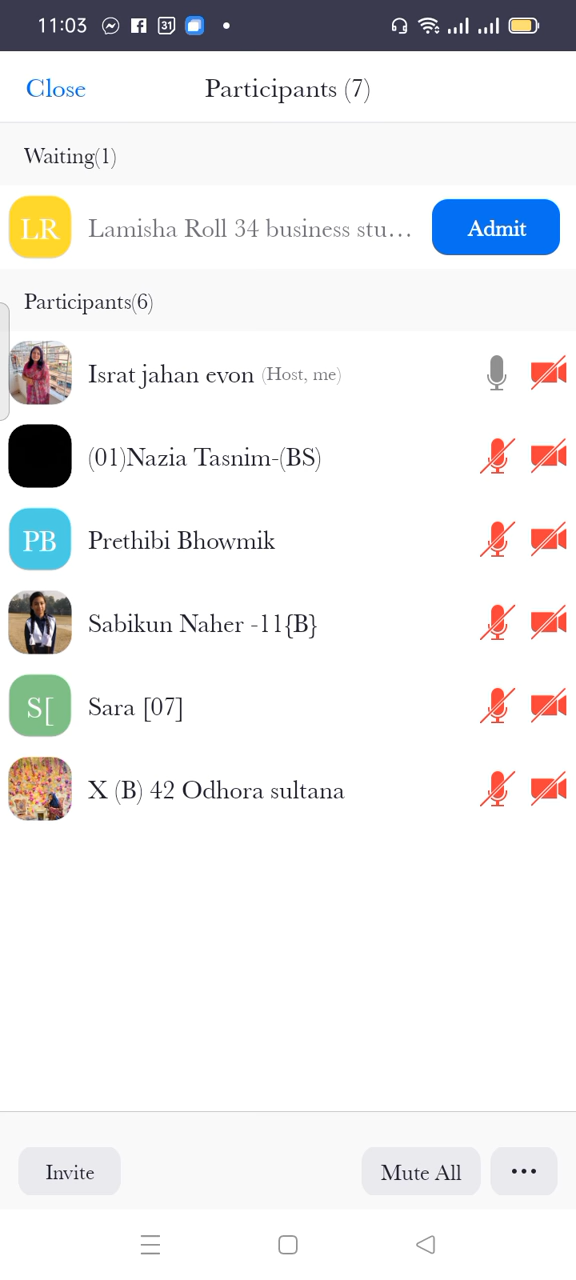 11:03 31
Close Participants (7)
Waiting(1)
LR Lamisha Roll 34 business stu... Admit
Participants(6)
Israt jahan evon (Host, me)
(01)Nazia Tasnim-(BS)
PB Prethibi Bhowmik
Sabikun Naher -11{B}
S[ Sara [07]
X (B) 42 Odhora sultana
Invite Mute All ...